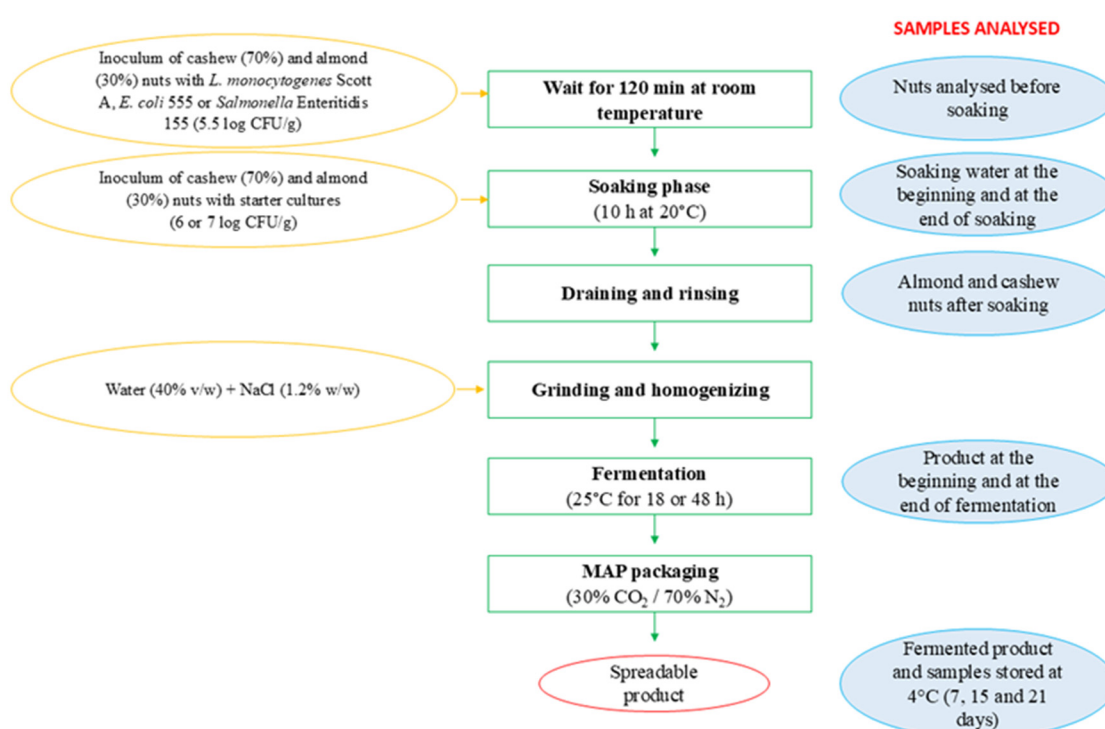 SAMPLES ANALYSED
Inoculum of cashew (70%) and almond
(30%) nuts with L. monocytogenes Scott
A, E. coli 555 or Salmonella Enteritidis
155 (5.5 log CFU/g)
Wait for 120 min at room
temperature
Nuts analysed before
soaking
Inoculum of cashew (70%) and almond
(30%) nuts with starter cultures
(6 or 7 log CFU/g)
Soaking phase
(10 h at 20°C)
Soaking water at the
beginning and at the
end of soaking
Draining and rinsing
Almond and cashew
nuts after soaking
Water (40% v/w) + NaCl (1.2% w/w)
Grinding and homogenizing
Fermentation
(25°C for 18 or 48 h)
Product at the
beginning and at the
end of fermentation
MAP packaging
(30% CO₂ / 70% N₂)
Spreadable
product
Fermented product
and samples stored at
4°C (7, 15 and 21
days)